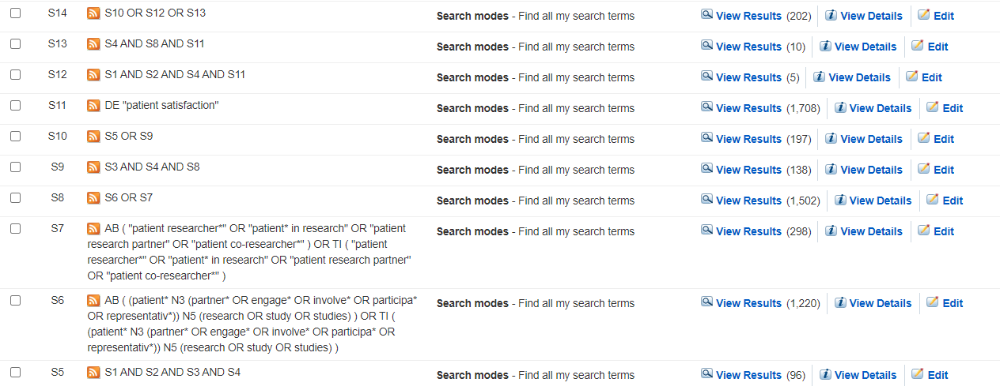 S14 S10 OR S12 OR S13 Search modes - Find all my search terms View Results (202) View Details Edit
S13 S4 AND S8 AND S11 Search modes - Find all my search terms View Results (10) View Details Edit
S12 S1 AND S2 AND S4 AND S11 Search modes - Find all my search terms View Results (5) View Details Edit
S11 DE "patient satisfaction" Search modes - Find all my search terms View Results (1,708) View Details Edit
S10 S5 OR S9 Search modes - Find all my search terms View Results (197) View Details Edit
S9 S3 AND S4 AND S8 Search modes - Find all my search terms View Results (138) View Details Edit
S8 S6 OR S7 Search modes - Find all my search terms View Results (1,502) View Details Edit
S7 AB ( "patient researcher*" OR "patient* in research" OR "patient Search modes - Find all my search terms View Results (298) View Details Edit
research partner" OR "patient co-researcher*" ) OR TI ( "patient
researcher*" OR "patient* in research" OR "patient research partner"
OR "patient co-researcher*" )
S6 AB ( (patient* N3 (partner* OR engage* OR involve* OR participa* Search modes - Find all my search terms View Results (1,220) View Details Edit
OR representativ*)) N5 (research OR study OR studies) ) OR TI (
(patient* N3 (partner* OR engage* OR involve* OR participa* OR
representativ*)) N5 (research OR study OR studies) )
S5 S1 AND S2 AND S3 AND S4 Search modes - Find all my search terms View Results (96) View Details Edit